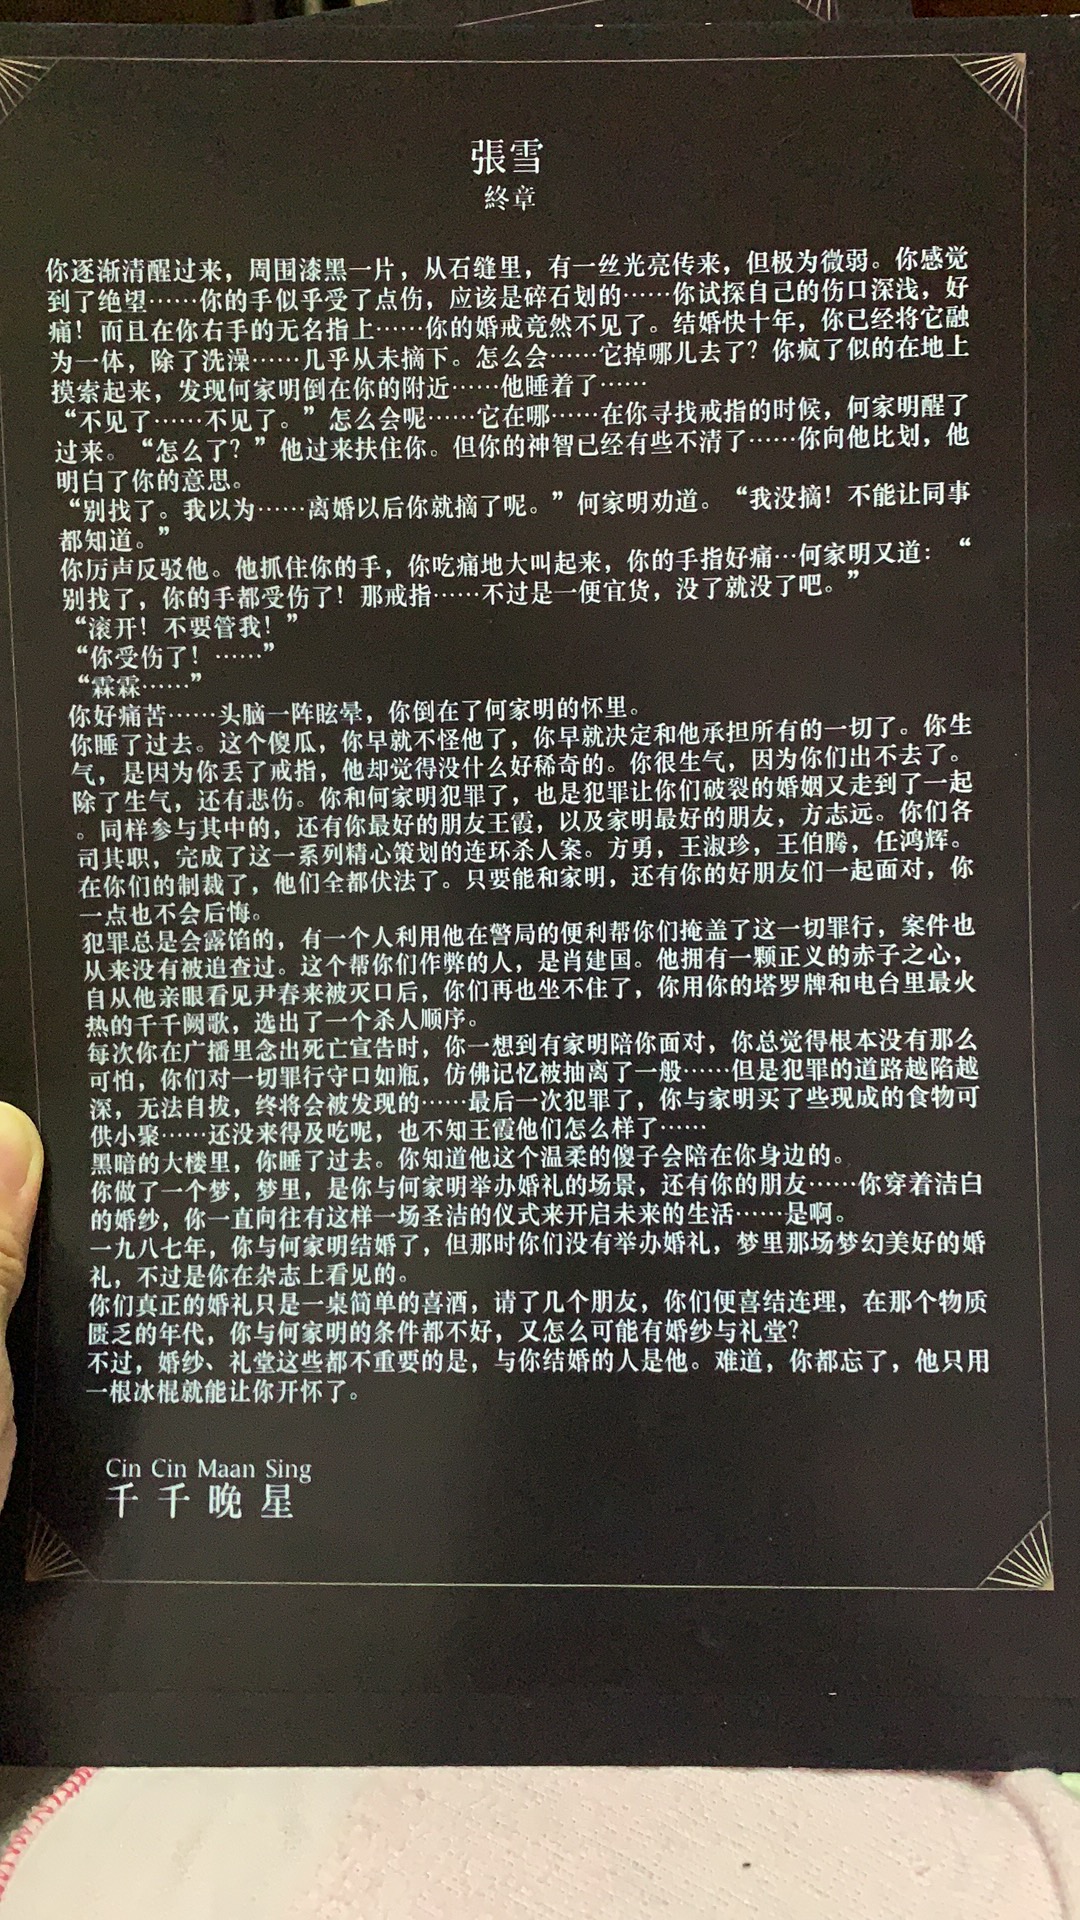 張雪
終章
你逐渐清醒过来，周围漆黑一片，从石缝里，有一丝光亮传来，但极为微弱。你感觉
到了绝望……你的手似乎受了点伤，应该是碎石划的……你试探自己的伤口深浅，好
痛！而且在你右手的无名指上……你的婚戒竟然不见了。结婚快十年，你已经将它融
为一体，除了洗澡……几乎从未摘下。怎么会……它掉哪儿去了？你疯了似的在地上
摸索起来，发现何家明倒在你的附近……他睡着了……
“不见了……不见了。”怎么会呢……它在哪……在你寻找戒指的时候，何家明醒了
过来。“怎么了？”他过来扶住你。但你的神智已经有些不清了……你向他比划，他
明白了你的意思。
“别找了。我以为……离婚以后你就摘了呢。”何家明劝道。“我没摘！不能让同事
都知道。”
你厉声反驳他。他抓住你的手，你吃痛地大叫起来，你的手指好痛…何家明又道：“
别找了，你的手都受伤了！那戒指……不过是一便宜货，没了就没了吧。”
“滚开！不要管我！”
“你受伤了！……”
“霖霖……”
你好痛苦……头脑一阵眩晕，你倒在了何家明的怀里。
你睡了过去。这个傻瓜，你早就不怪他了，你早就决定和他承担所有的一切了。你生
气，是因为你丢了戒指，他却觉得没什么好稀奇的。你很生气，因为你们出不去了。
除了生气，还有悲伤。你和何家明犯罪了，也是犯罪让你们破裂的婚姻又走到了一起
。同样参与其中的，还有你最好的朋友王霞，以及家明最好的朋友，方志远。你们各
司其职，完成了这一系列精心策划的连环杀人案。方勇，王淑珍，王伯腾，任鸿辉。
在你们的制裁了，他们全都伏法了。只要能和家明，还有你的好朋友们一起面对，你
一点也不会后悔。
犯罪总是会露馅的，有一个人利用他在警局的便利帮你们掩盖了这一切罪行，案件也
从来没有被追查过。这个帮你们作弊的人，是肖建国。他拥有一颗正义的赤子之心，
自从他亲眼看见尹春来被灭口后，你们再也坐不住了，你用你的塔罗牌和电台里最火
热的千千阙歌，选出了一个杀人顺序。
每次你在广播里念出死亡宣告时，你一想到有家明陪你面对，你总觉得根本没有那么
可怕，你们对一切罪行守口如瓶，仿佛记忆被抽离了一般……但是犯罪的道路越陷越
深，无法自拔，终将会被发现的……最后一次犯罪了，你与家明买了些现成的食物可
供小聚……还没来得及吃呢，也不知王霞他们怎么样了……
黑暗的大楼里，你睡了过去。你知道他这个温柔的傻子会陪在你身边的。
你做了一个梦，梦里，是你与何家明举办婚礼的场景，还有你的朋友……你穿着洁白
的婚纱，你一直向往有这样一场圣洁的仪式来开启未来的生活……是啊。
一九八七年，你与何家明结婚了，但那时你们没有举办婚礼，梦里那场梦幻美好的婚
礼，不过是你在杂志上看见的。
你们真正的婚礼只是一桌简单的喜酒，请了几个朋友，你们便喜结连理，在那个物质
匮乏的年代，你与何家明的条件都不好，又怎么可能有婚纱与礼堂？
不过，婚纱、礼堂这些都不重要的是，与你结婚的人是他。难道，你都忘了，他只用
一根冰棍就能让你开怀了。
Cin Cin Maan Sing
千千晚星